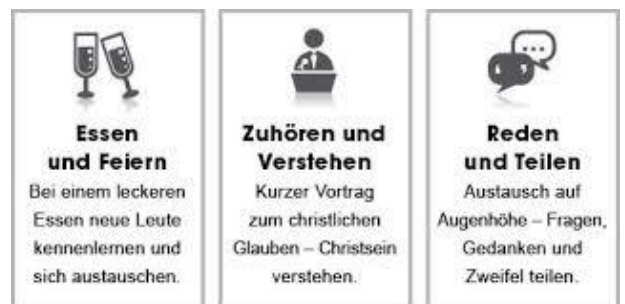 Essen
und Feiern
Bei einem leckeren
Essen neue Leute
kennenlernen und
sich austauschen.
Zuhören und
Verstehen
Kurzer Vortrag
zum christlichen
Glauben – Christsein
verstehen.
Reden
und Teilen
Austausch auf
Augenhöhe – Fragen,
Gedanken und
Zweifel teilen.